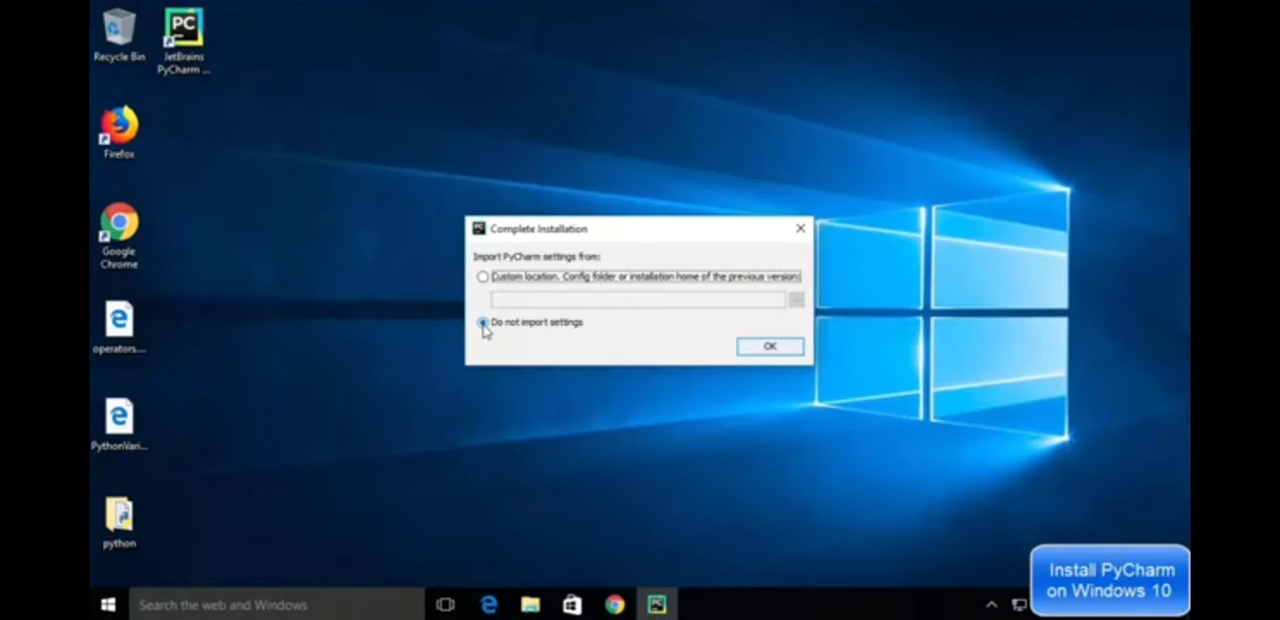 Recycle Bin
JetBrains
PyCharm ...
Firefox
Google
Chrome
operators....
PythonVari...
python
PC Complete Installation
Import PyCharm settings from:
Custom location. Config folder or installation home of the previous version:
...
Do not import settings
OK
Search the web and Windows
Install PyCharm
on Windows 10